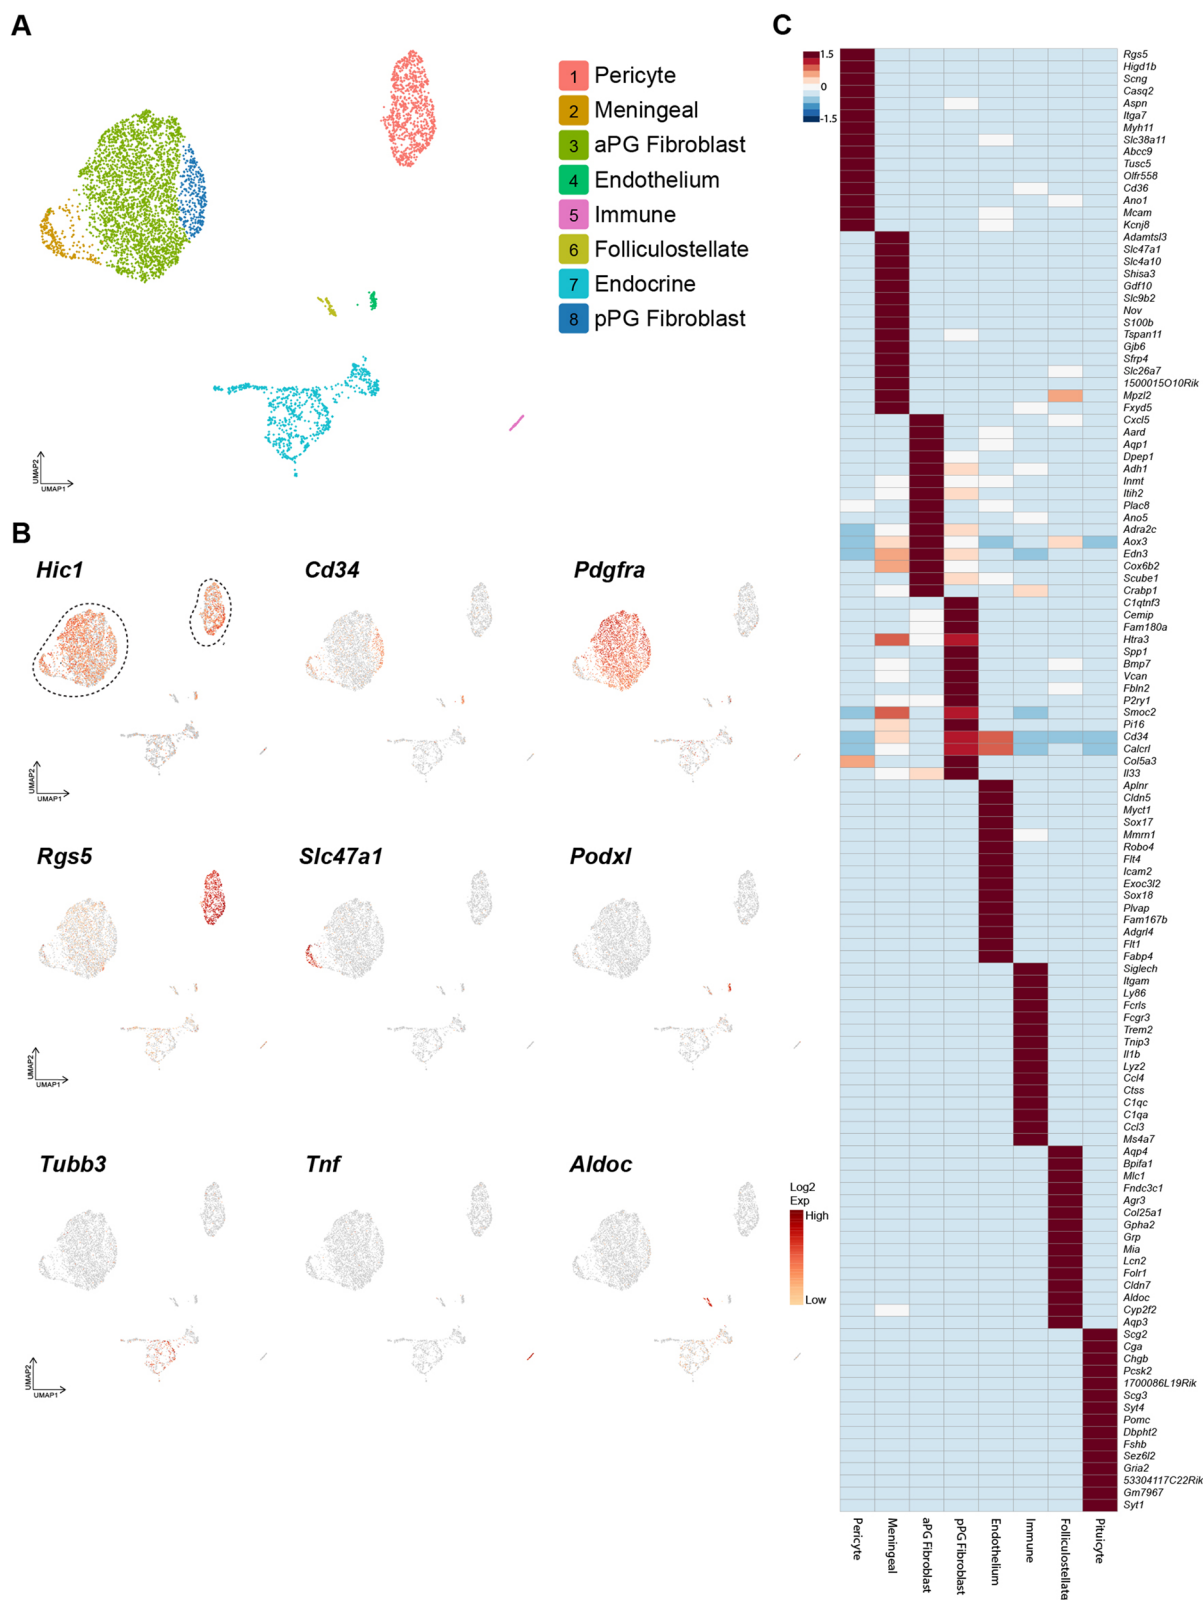 A
1 Pericyte
2 Meningeal
3 aPG Fibroblast
4 Endothelium
5 Immune
6 Folliculostellate
7 Endocrine
8 pPG Fibroblast
UMAP2
UMAP1
B
Hic1
Cd34
Pdgfra
UMAP2
UMAP1
Rgs5
Slc47a1
Podxl
UMAP2
UMAP1
Tubb3
Tnf
Aldoc
UMAP2
UMAP1
Log2
Exp
High
Low
C
1.5
0
-1.5
Rgs5
Higd1b
Scng
Casq2
Aspn
Itga7
Myh11
Slc38a11
Abcc9
Tusc5
Olfr558
Cd36
Ano1
Mcam
Kcnj8
Adamtsl3
Slc47a1
Slc4a10
Shisa3
Gdf10
Slc9b2
Nov
S100b
Tspan11
Gjb6
Sfrp4
Slc26a7
1500015O10Rik
Mpzl2
Fxyd5
Cxcl5
Aard
Aqp1
Dpep1
Adh1
Inmt
Itih2
Plac8
Ano5
Adra2c
Aox3
Edn3
Cox6b2
Scube1
Crabp1
C1qtnf3
Cemip
Fam180a
Htra3
Spp1
Bmp7
Vcan
Fbln2
P2ry1
Smoc2
Pi16
Cd34
Calcrl
Col5a3
Il33
Aplnr
Cldn5
Myct1
Sox17
Mmrn1
Robo4
Flt4
Icam2
Exoc3l2
Sox18
Plvap
Fam167b
Adgrl4
Flt1
Fabp4
Siglech
Itgam
Ly86
Fcrls
Fcgr3
Trem2
Tnip3
Il1b
Lyz2
Ccl4
Ctss
C1qc
C1qa
Ccl3
Ms4a7
Aqp4
Bpifa1
Mlc1
Fndc3c1
Agr3
Col25a1
Gpha2
Grp
Mia
Lcn2
Folr1
Cldn7
Aldoc
Cyp2f2
Aqp3
Scg2
Cga
Chgb
Pcsk2
1700086L19Rik
Scg3
Syt4
Pomc
Dbpht2
Fshb
Sez6l2
Gria2
53304117C22Rik
Gm7967
Syt1
Pericyte
Meningeal
aPG Fibroblast
pPG Fibroblast
Endothelium
Immune
Folliculostellate
Pituicyte